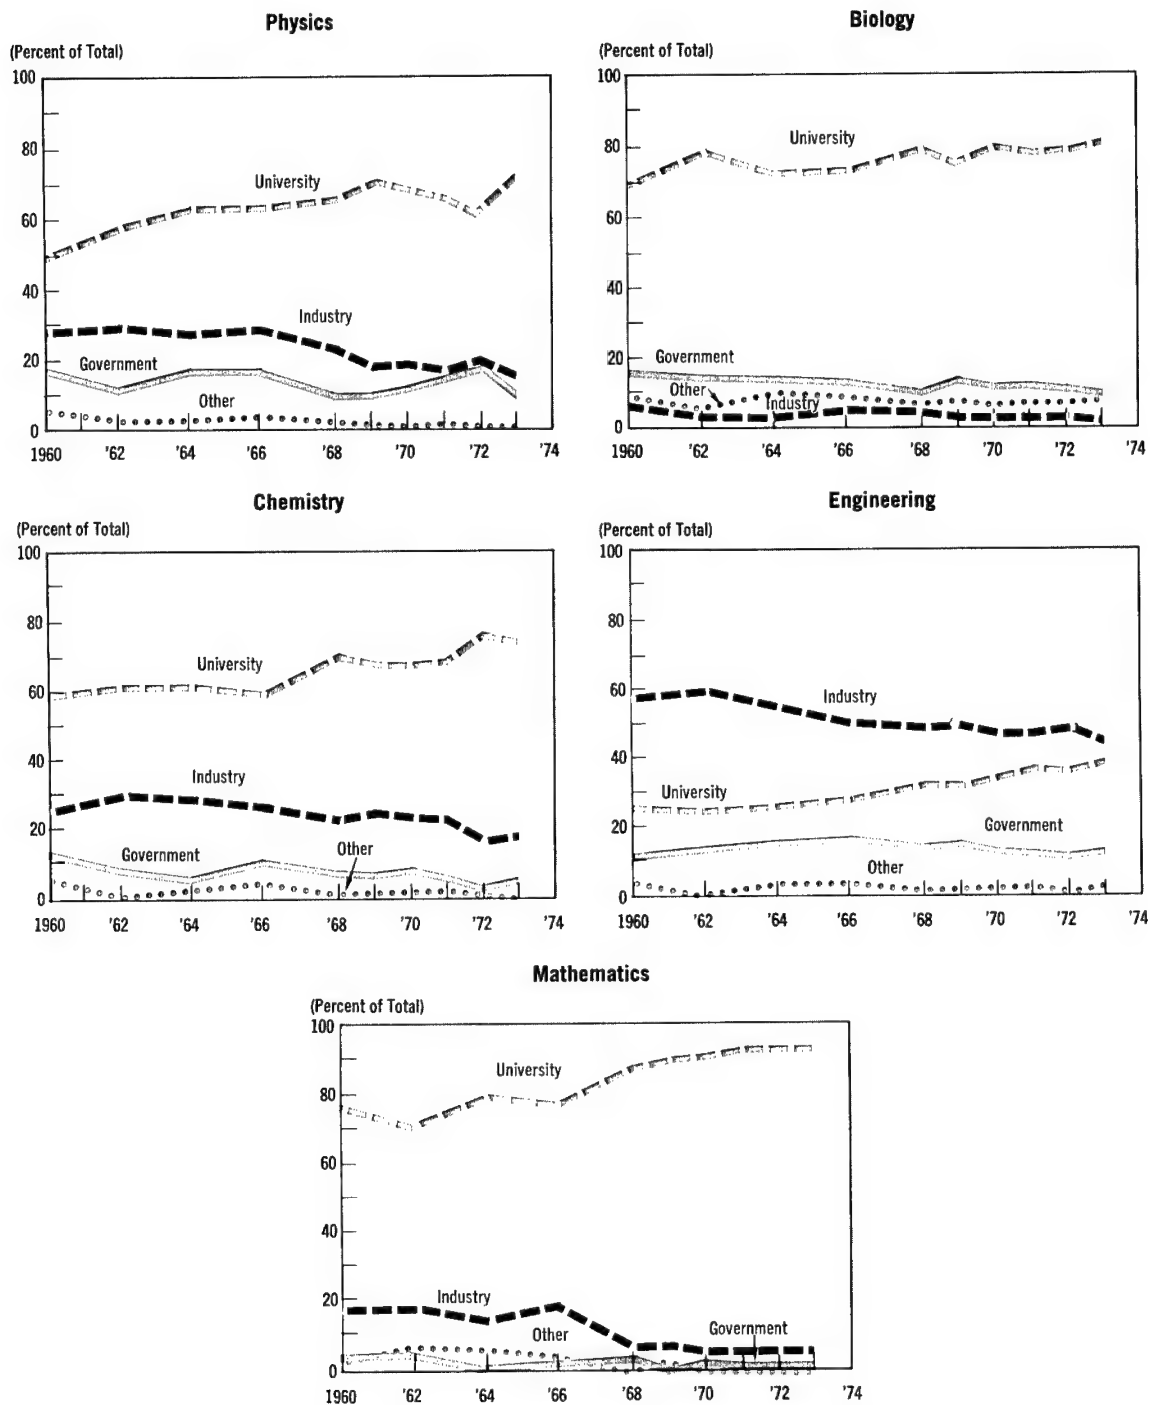 Physics
(Percent of Total)
100
80
60
40
20
0
University
Industry
Government
Other
1960 '62 '64 '66 '68 '70 '72 '74
Biology
(Percent of Total)
100
80
60
40
20
0
University
Government
Other
Industry
1960 '62 '64 '66 '68 '70 '72 '74
Chemistry
(Percent of Total)
100
80
60
40
20
0
University
Industry
Government
Other
1960 '62 '64 '66 '68 '70 '72 '74
Engineering
(Percent of Total)
100
80
60
40
20
0
Industry
University
Government
Other
1960 '62 '64 '66 '68 '70 '72 '74
Mathematics
(Percent of Total)
100
80
60
40
20
0
University
Industry
Other
Government
1960 '62 '64 '66 '68 '70 '72 '74